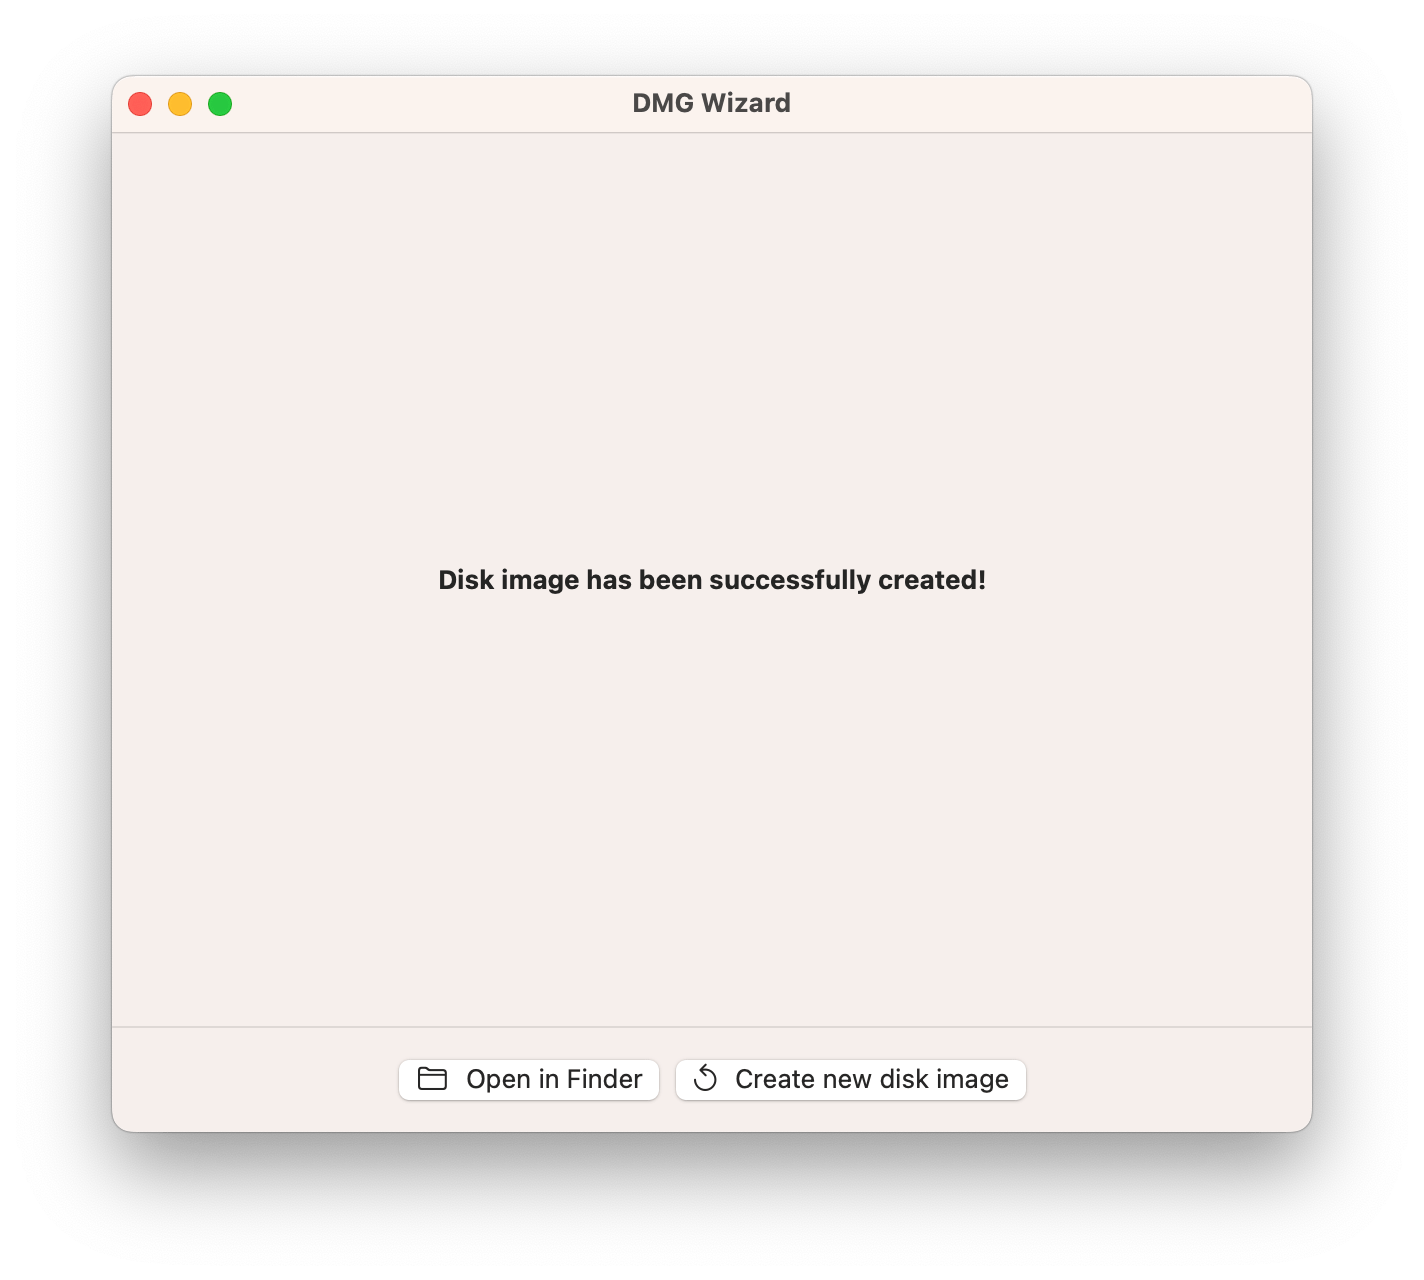 DMG Wizard
Disk image has been successfully created!
Open in Finder
Create new disk image